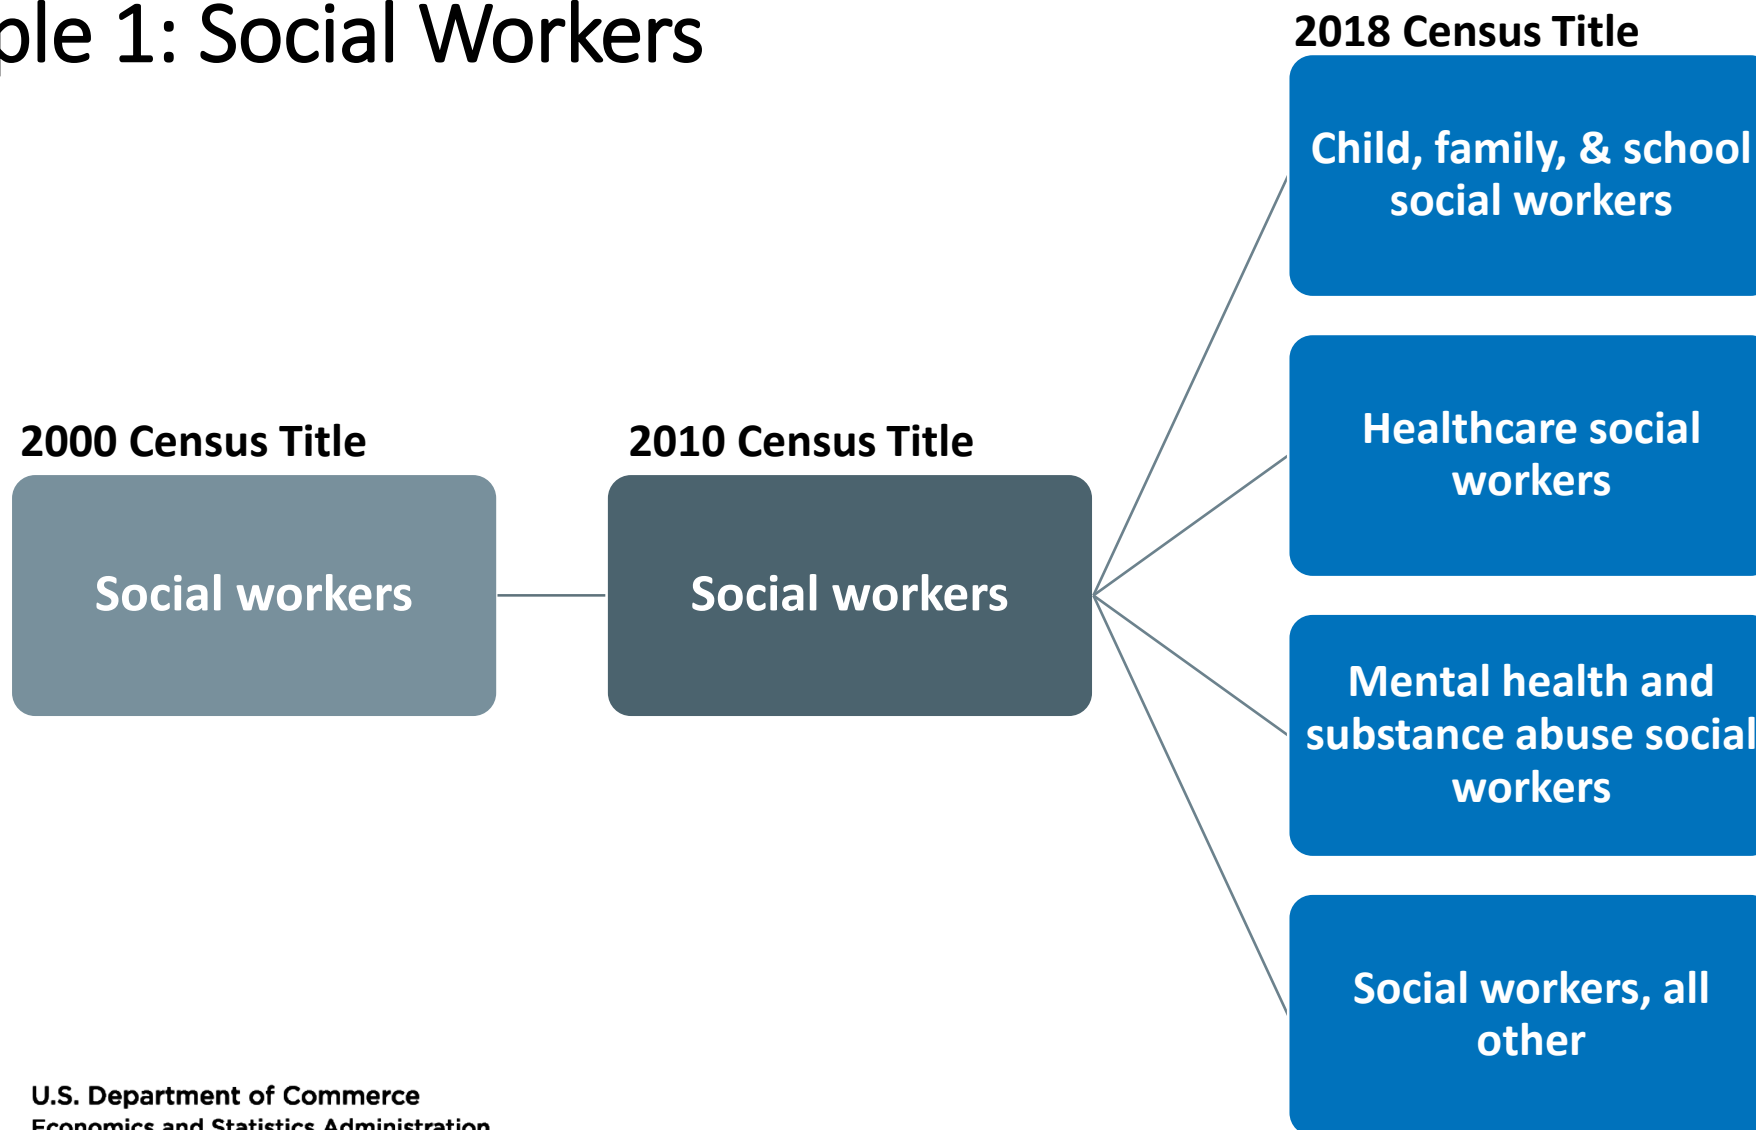 ple 1: Social Workers
2018 Census Title
Child, family, & school
social workers
Healthcare social
workers
2000 Census Title
2010 Census Title
Social workers
Social workers
Mental health and
substance abuse social
workers
Social workers, all
other
U.S. Department of Commerce
Economics and Statistics Administration